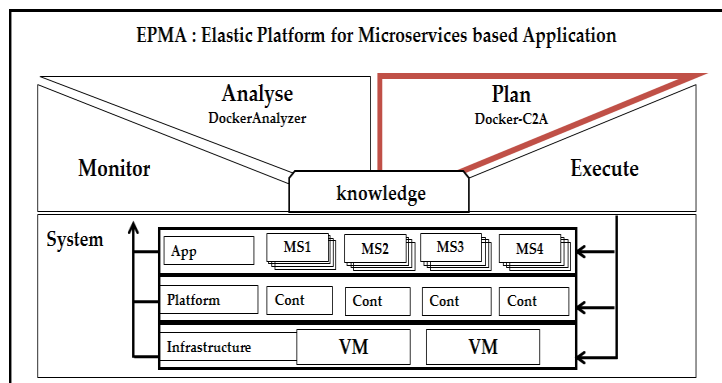 EPMA : Elastic Platform for Microservices based Application
Analyse
DockerAnalyzer
Plan
Docker-C2A
Monitor
Execute
knowledge
System
App
MS1
MS2
MS3
MS4
Platform
Cont
Cont
Cont
Cont
Infrastructure
VM
VM